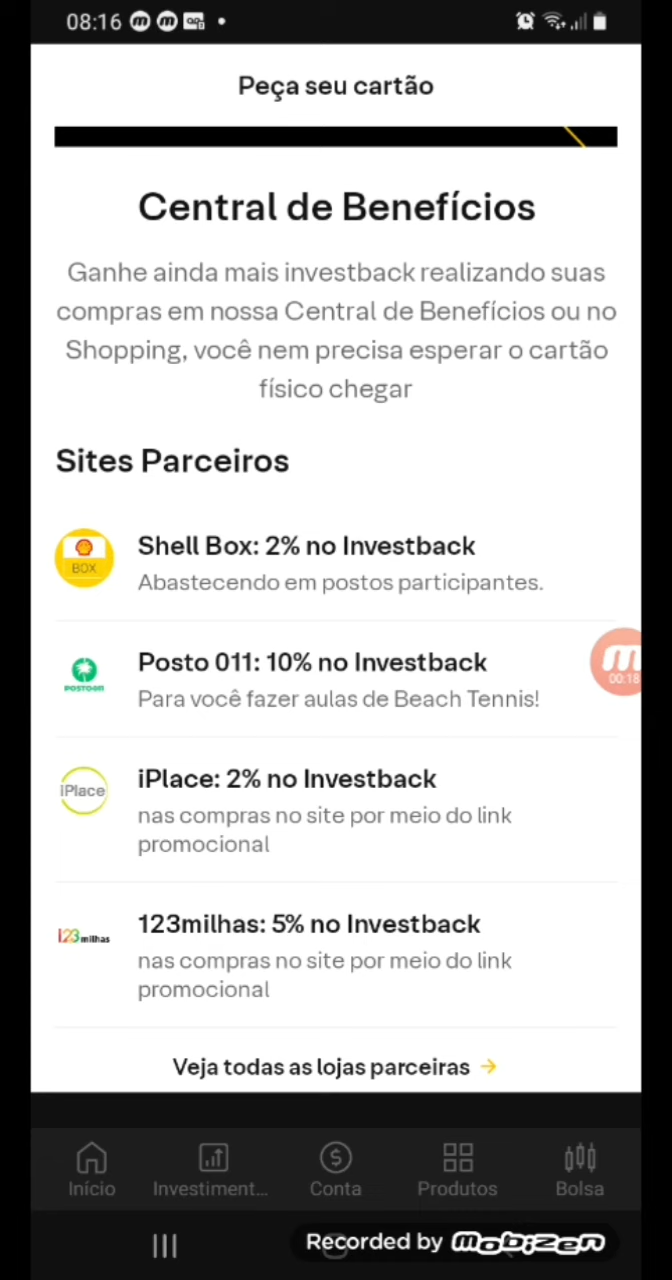 08:16
Peça seu cartão
Central de Benefícios
Ganhe ainda mais investback realizando suas
compras em nossa Central de Benefícios ou no
Shopping, você nem precisa esperar o cartão
físico chegar
Sites Parceiros
BOX
Shell Box: 2% no Investback
Abastecendo em postos participantes.
POSTO011
Posto 011: 10% no Investback
Para você fazer aulas de Beach Tennis!
00:18
iPlace
iPlace: 2% no Investback
nas compras no site por meio do link
promocional
123milhas
123milhas: 5% no Investback
nas compras no site por meio do link
promocional
Veja todas as lojas parceiras →
Início Investiment... Conta Produtos Bolsa
Recorded by mobizen